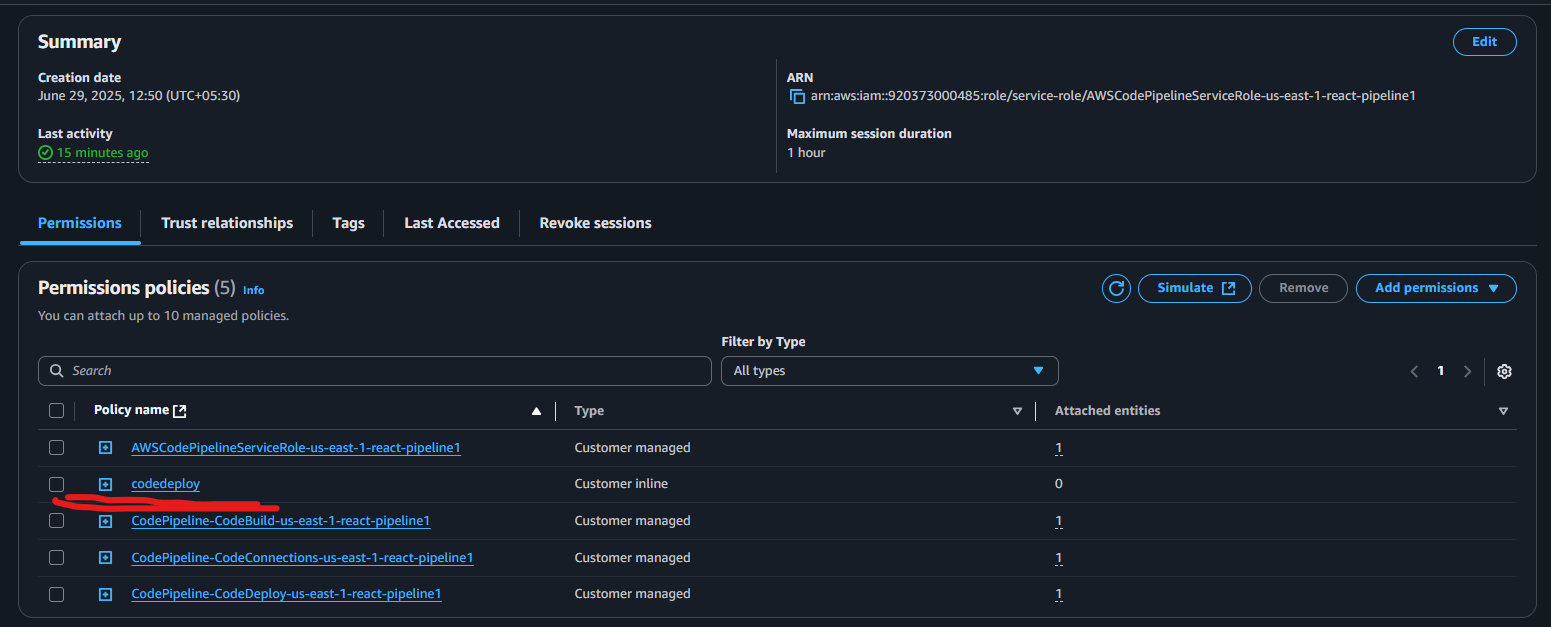 Summary
Edit
Creation date
June 29, 2025, 12:50 (UTC+05:30)
ARN
arn:aws:iam::920373000485:role/service-role/AWSCodePipelineServiceRole-us-east-1-react-pipeline1
Last activity
15 minutes ago
Maximum session duration
1 hour
Permissions Trust relationships Tags Last Accessed Revoke sessions
Permissions policies (5) Info
Simulate Remove Add permissions
You can attach up to 10 managed policies.
Filter by Type
Search
All types
1
Policy name Type Attached entities
AWSCodePipelineServiceRole-us-east-1-react-pipeline1 Customer managed 1
codedeploy Customer inline 0
CodePipeline-CodeBuild-us-east-1-react-pipeline1 Customer managed 1
CodePipeline-CodeConnections-us-east-1-react-pipeline1 Customer managed 1
CodePipeline-CodeDeploy-us-east-1-react-pipeline1 Customer managed 1